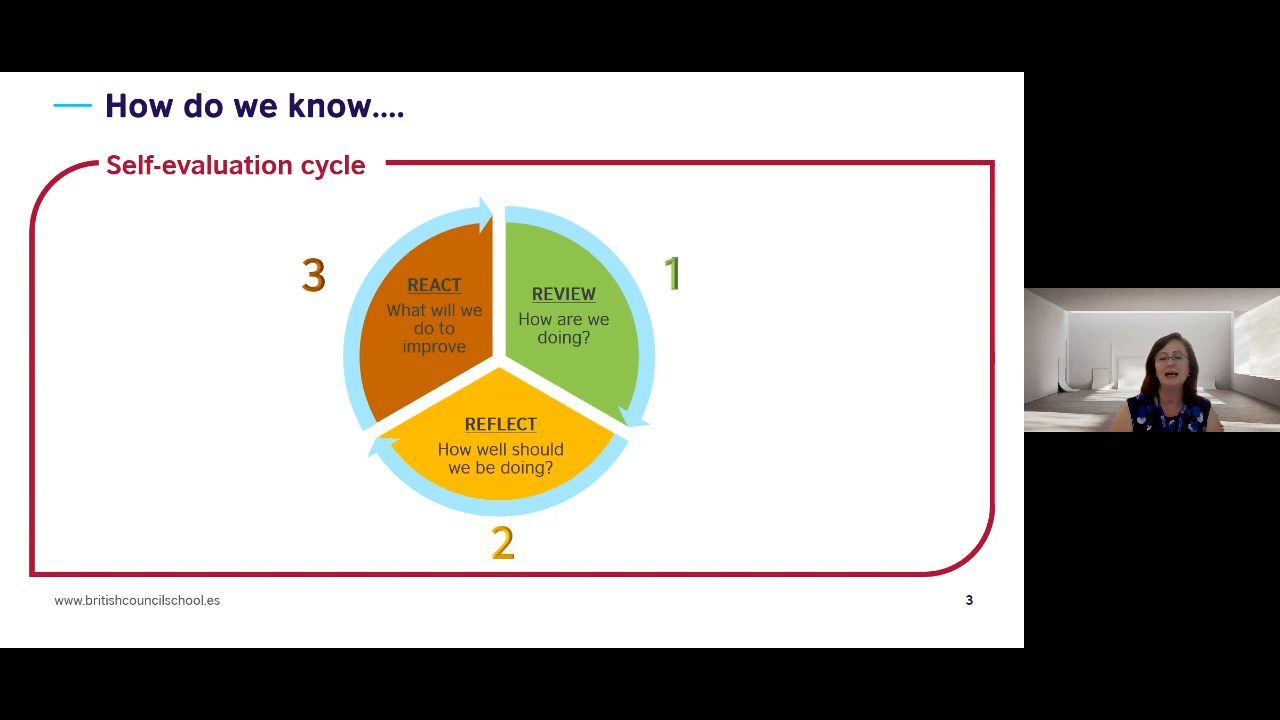 How do we know....
Self-evaluation cycle
3
1
REACT
What will we
do to
improve
REVIEW
How are we
doing?
REFLECT
How well should
we be doing?
2
www.britishcouncilschool.es
3